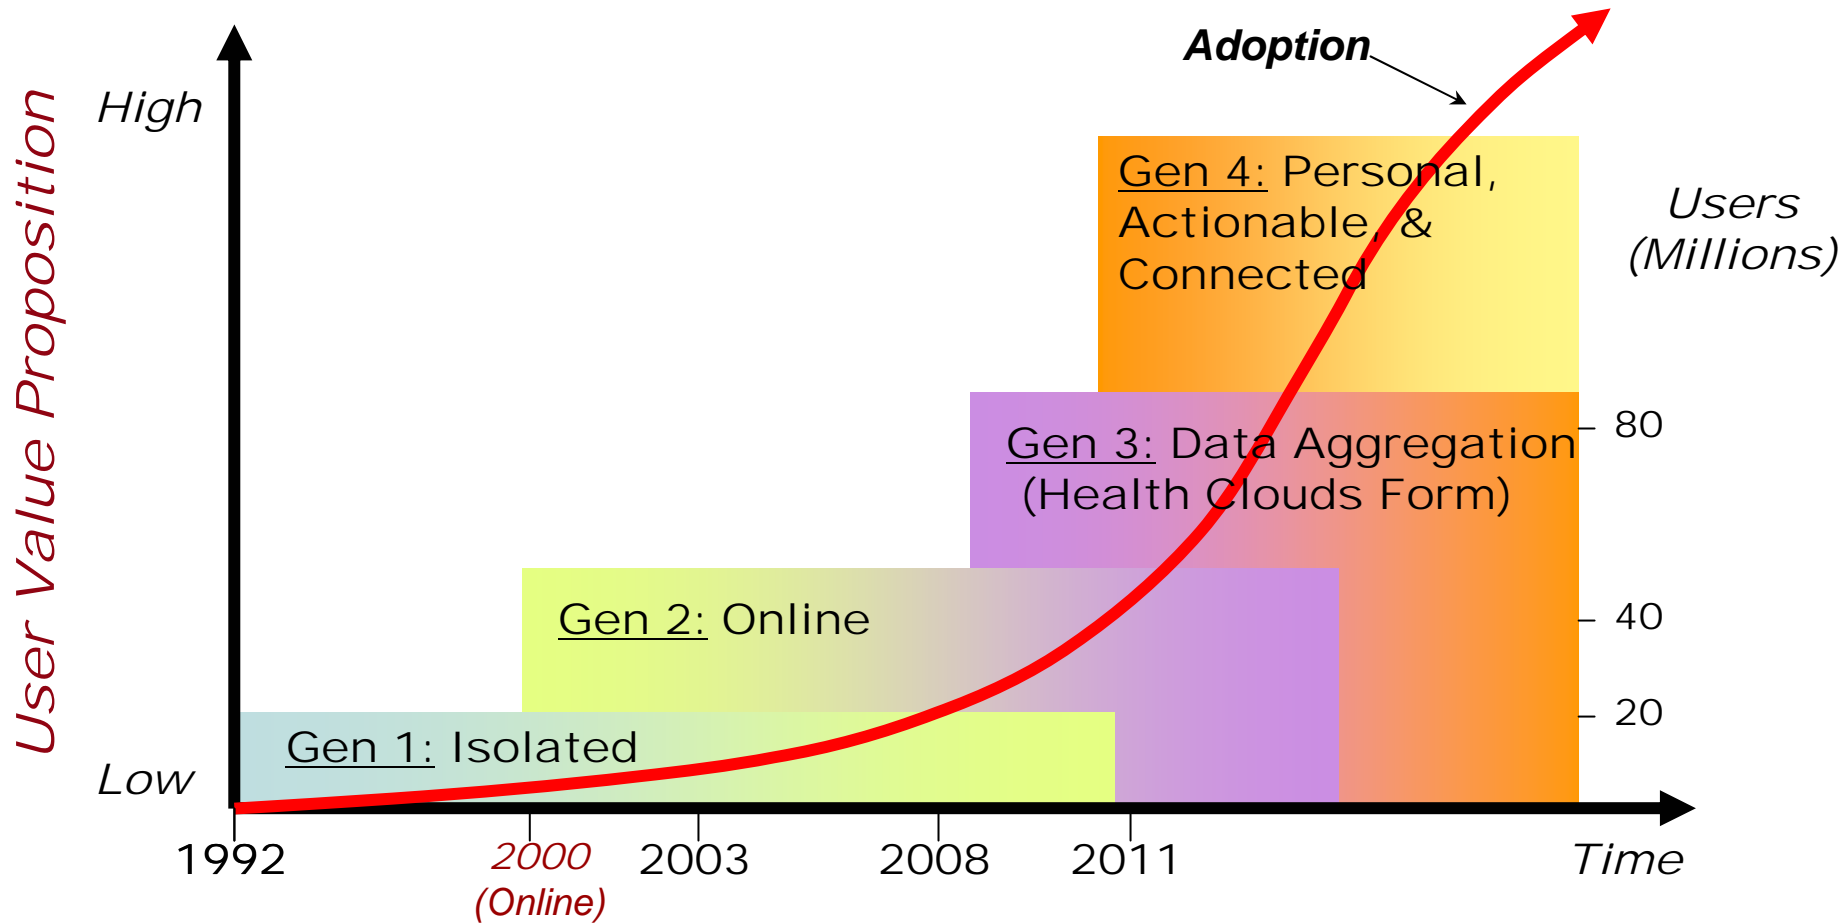 Adoption
High
User Value Proposition
Gen 4: Personal,
Actionable, &
Connected
Users
(Millions)
80
Gen 3: Data Aggregation
(Health Clouds Form)
40
Gen 2: Online
20
Gen 1: Isolated
Low
1992
2000
(Online)
2003
2008
2011
Time